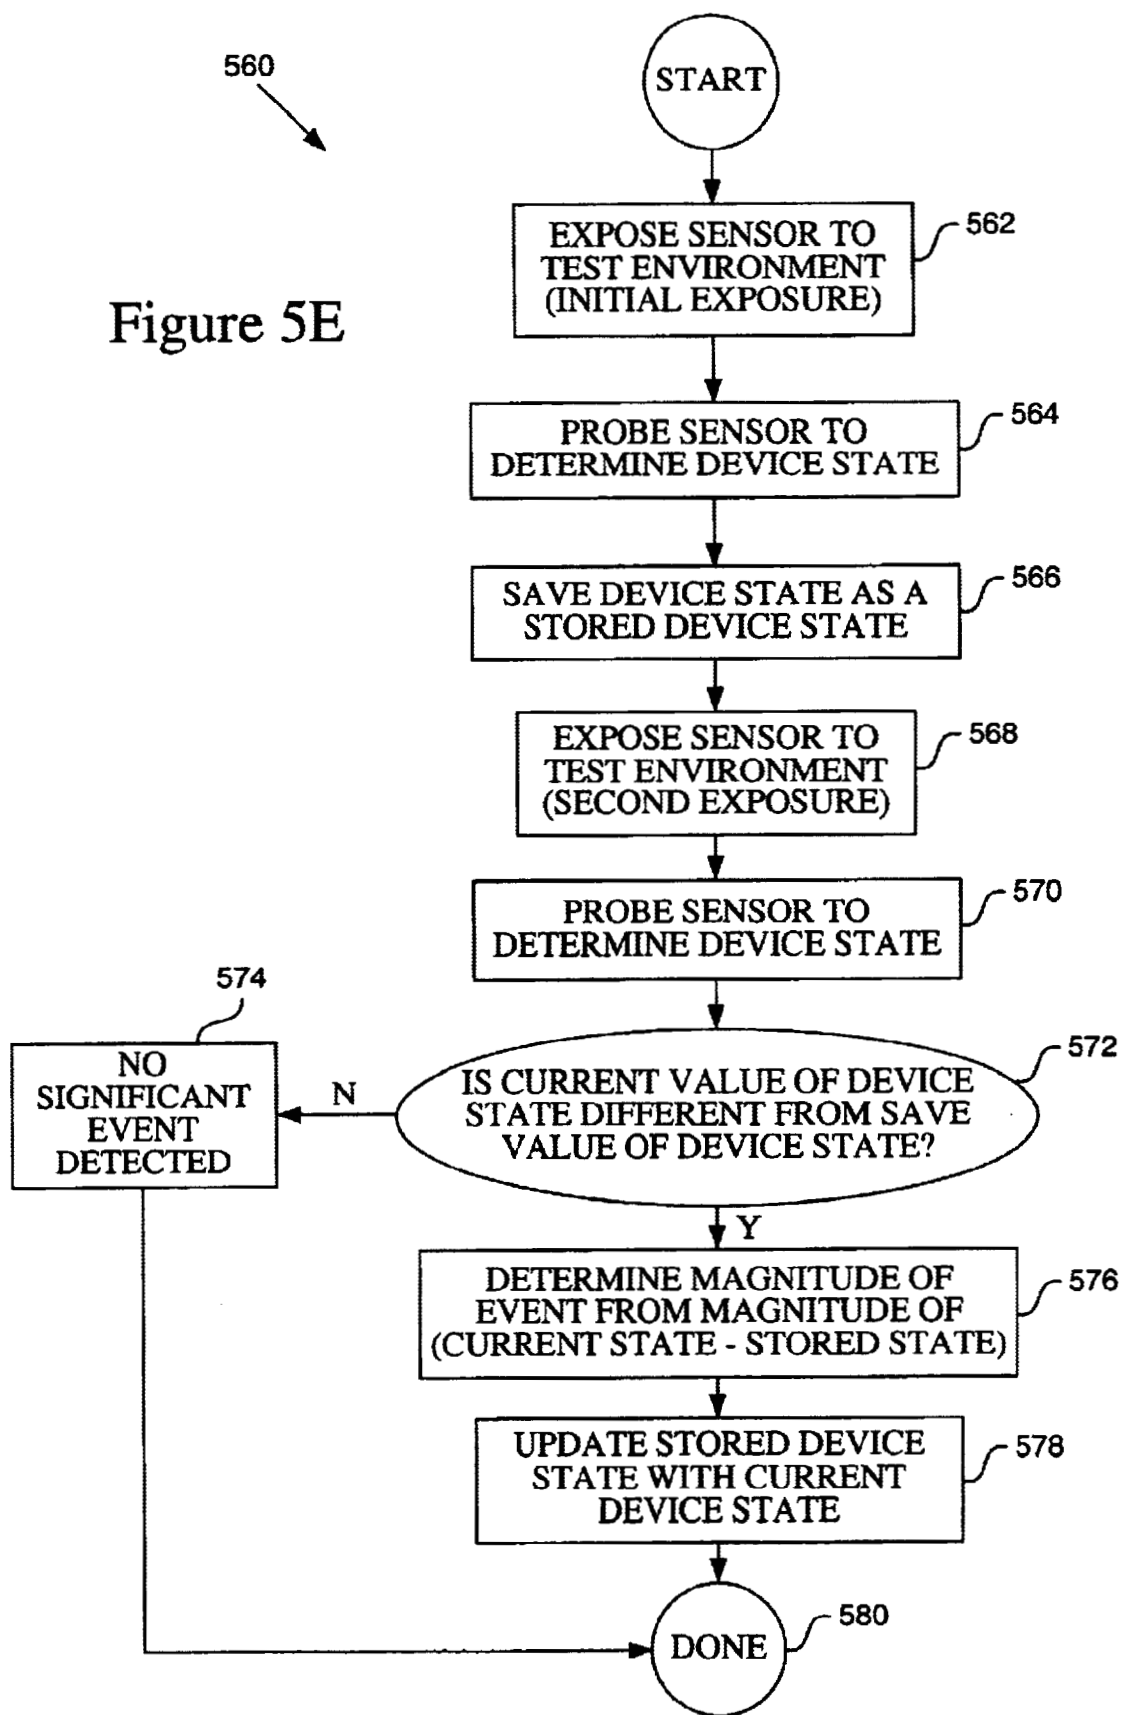 560
START
EXPOSE SENSOR TO
TEST ENVIRONMENT
(INITIAL EXPOSURE)
562
Figure 5E
PROBE SENSOR TO
DETERMINE DEVICE STATE
564
SAVE DEVICE STATE AS A
STORED DEVICE STATE
566
EXPOSE SENSOR TO
TEST ENVIRONMENT
(SECOND EXPOSURE)
568
PROBE SENSOR TO
DETERMINE DEVICE STATE
570
IS CURRENT VALUE OF DEVICE
STATE DIFFERENT FROM SAVE
VALUE OF DEVICE STATE?
572
N
574
NO
SIGNIFICANT
EVENT
DETECTED
Y
DETERMINE MAGNITUDE OF
EVENT FROM MAGNITUDE OF
(CURRENT STATE - STORED STATE)
576
UPDATE STORED DEVICE
STATE WITH CURRENT
DEVICE STATE
578
DONE
580